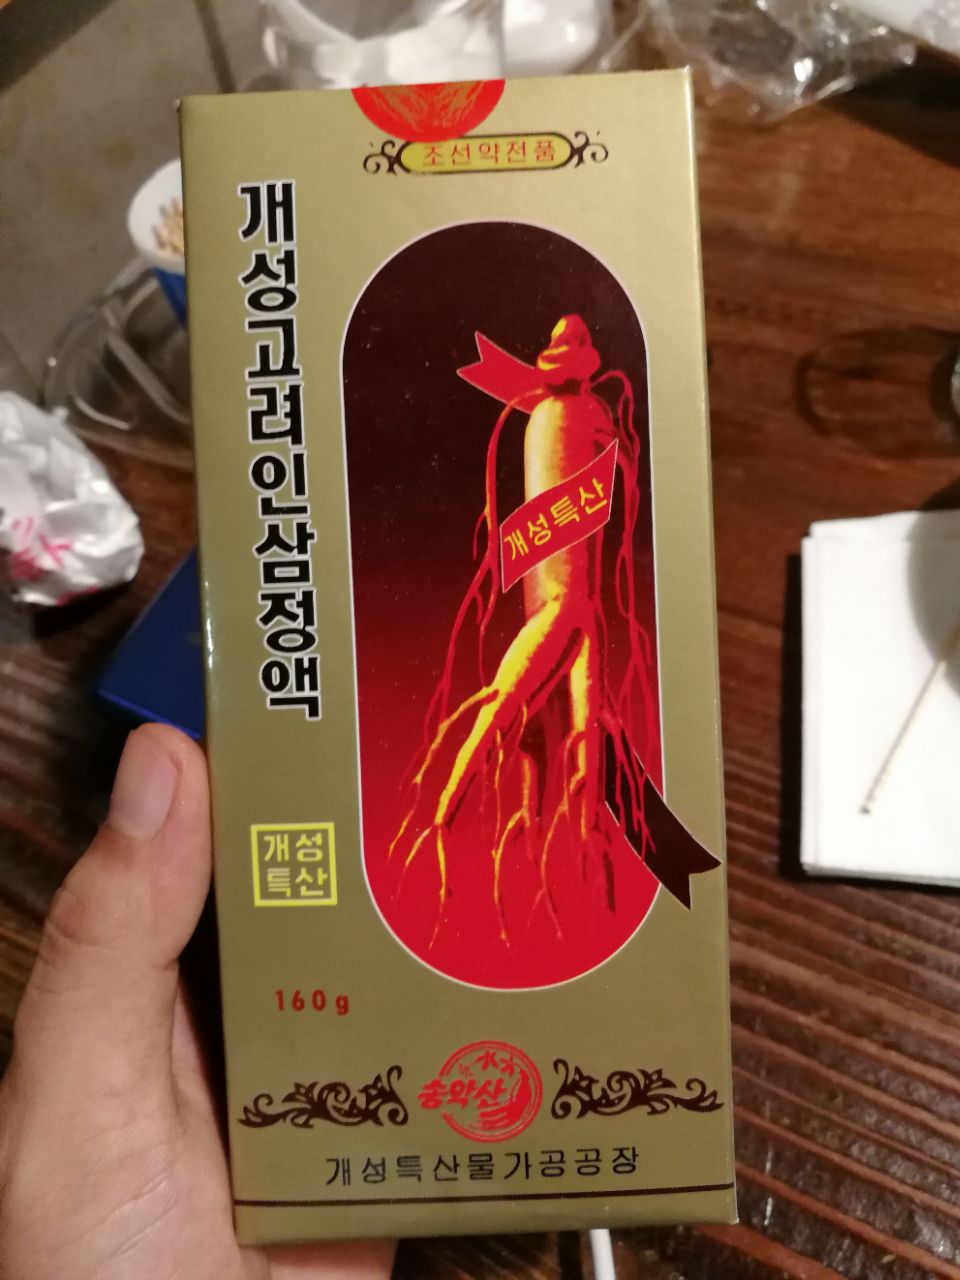 조선약전품
개성고려인삼정액
개성특산
개성
특산
160g
송악산
개성특산물가공공장